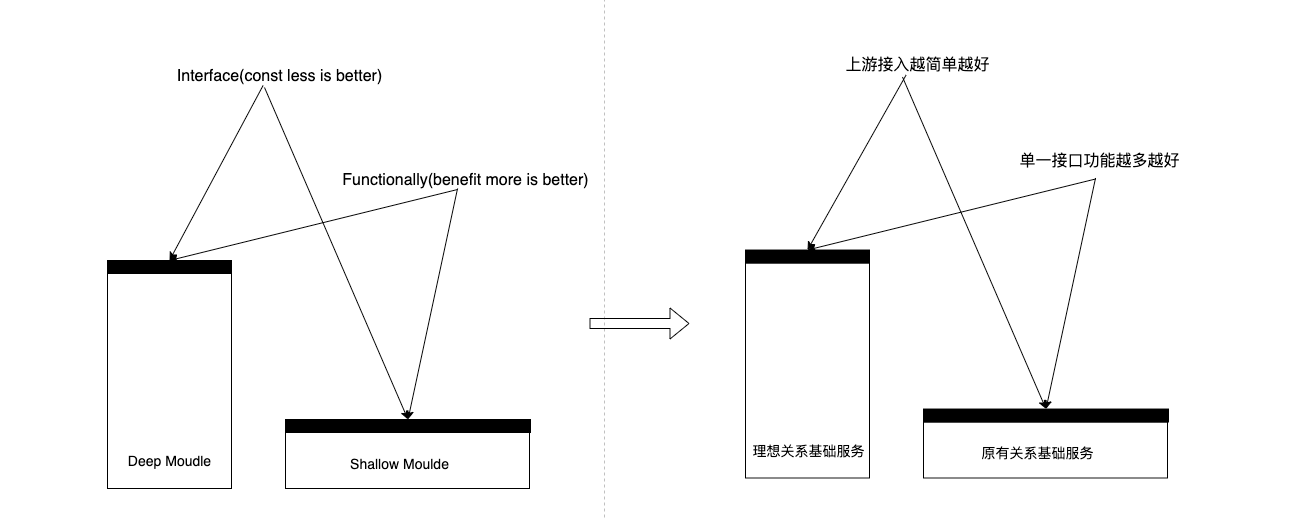 Interface(const less is better)
Functionally(benefit more is better)
Deep Moudle
Shallow Moulde
上游接入越简单越好
单一接口功能越多越好
理想关系基础服务
原有关系基础服务